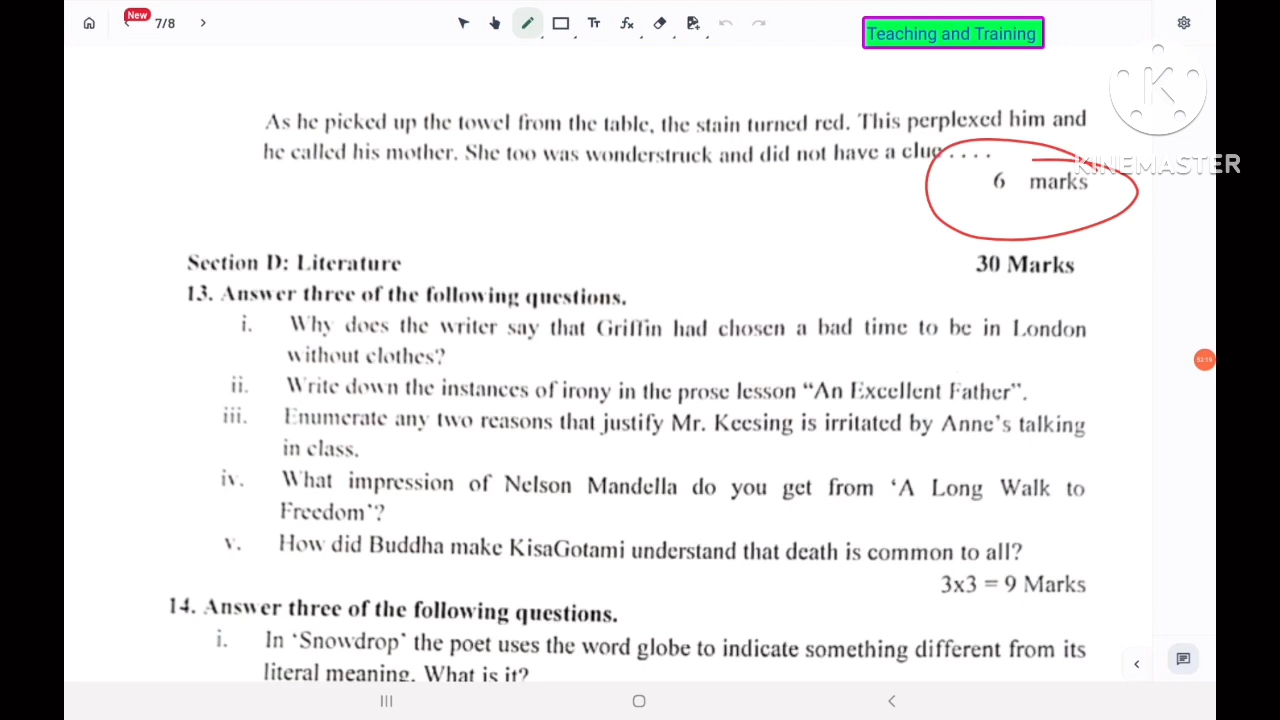 New
7/8
Tт
fx
Teaching and Training
K
KINEMASTER
As he picked up the towel from the table, the stain turned red. This perplexed him and
he called his mother. She too was wonderstruck and did not have a clue . . . .
6 marks
Section D: Literature 30 Marks
13. Answer three of the following questions.
i. Why does the writer say that Griffin had chosen a bad time to be in London
without clothes?
ii. Write down the instances of irony in the prose lesson “An Excellent Father”.
iii. Enumerate any two reasons that justify Mr. Keesing is irritated by Anne’s talking
in class.
iv. What impression of Nelson Mandella do you get from ‘A Long Walk to
Freedom’?
v. How did Buddha make KisaGotami understand that death is common to all?
3x3 = 9 Marks
14. Answer three of the following questions.
i. In ‘Snowdrop’ the poet uses the word globe to indicate something different from its
literal meaning. What is it?